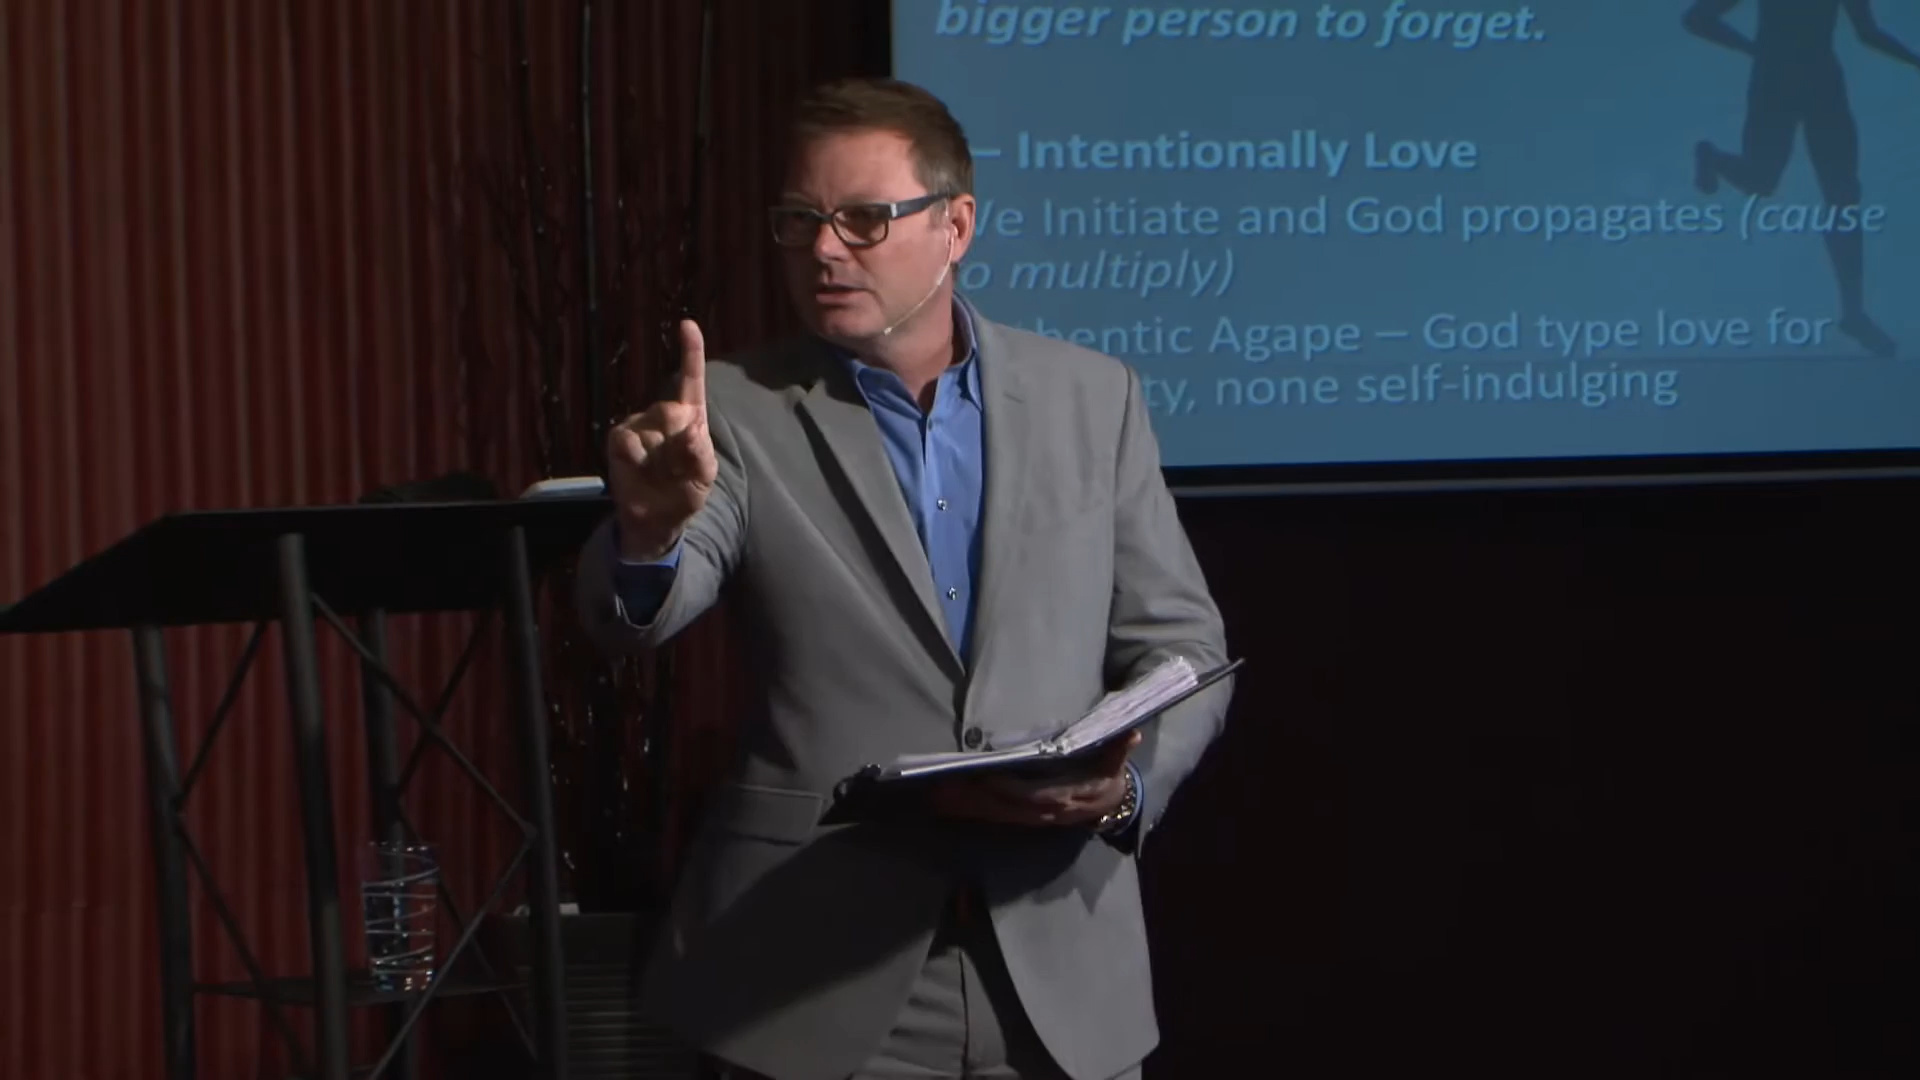 bigger person to forget.
– Intentionally Love
Initiate and God propagates (cause
multiply)
Agape – God type love for
none self-indulging